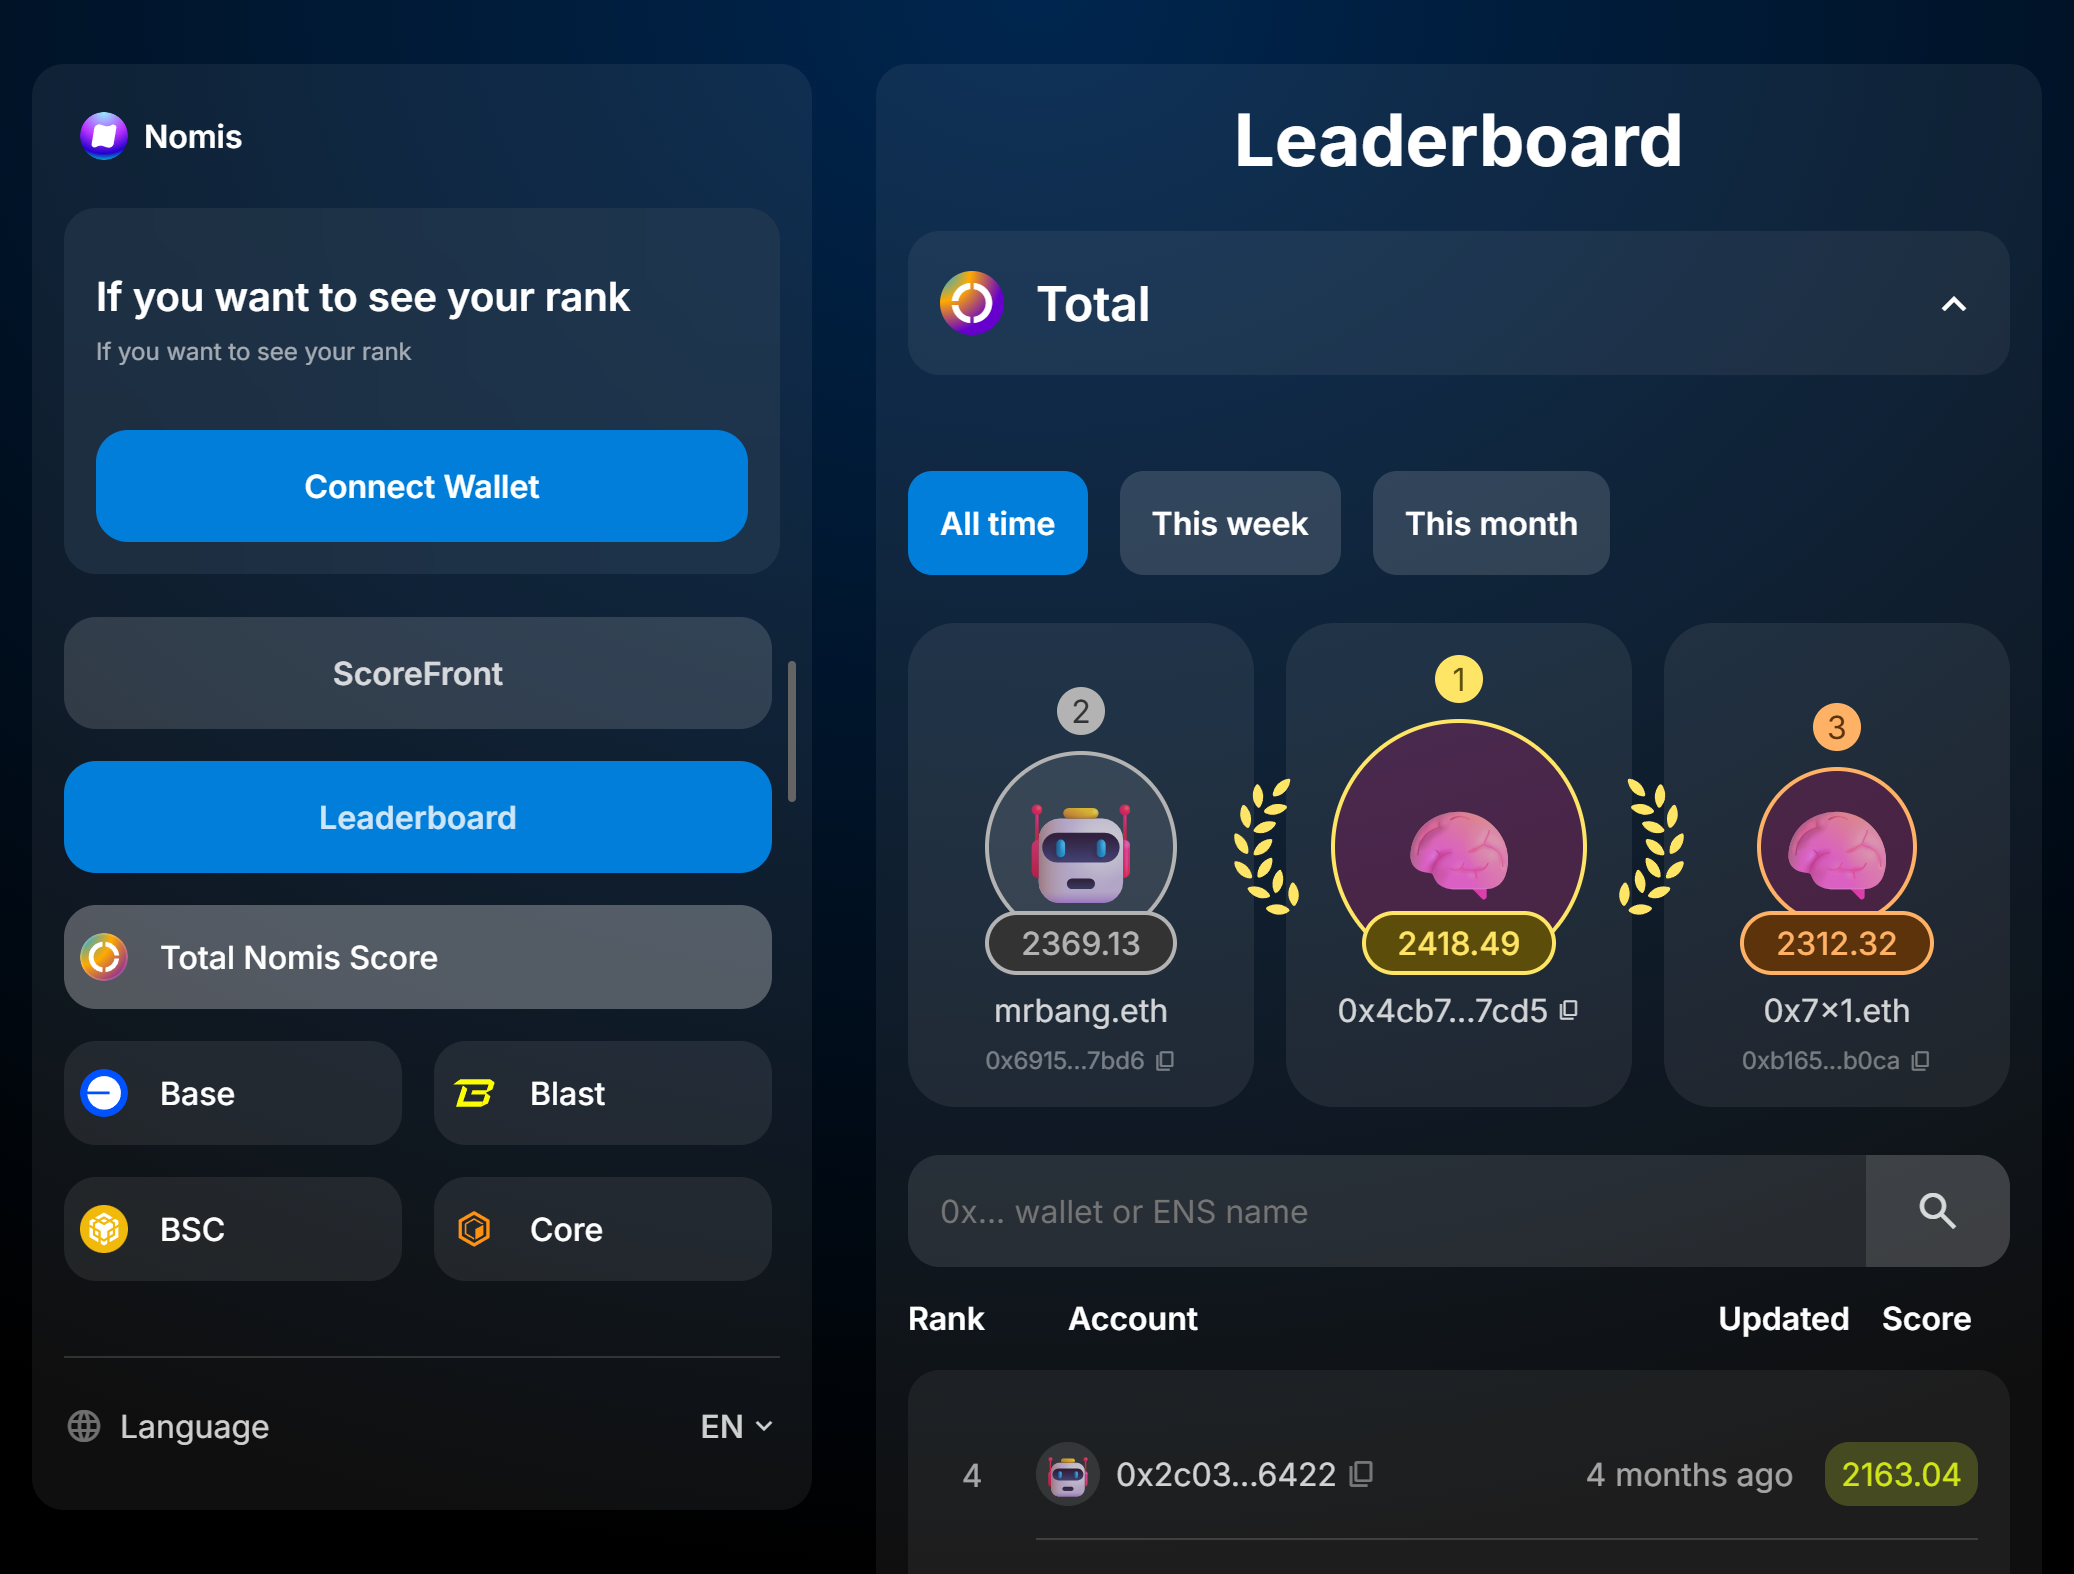 Nomis
If you want to see your rank
If you want to see your rank
Connect Wallet
ScoreFront
Leaderboard
Total Nomis Score
Base
Blast
BSC
Core
Language
EN
Leaderboard
Total
All time
This week
This month
2
2369.13
mrbang.eth
0x6915...7bd6
1
2418.49
0x4cb7...7cd5
3
2312.32
0x7×1.eth
0xb165...b0ca
0x... wallet or ENS name
Rank
Account
Updated
Score
4
0x2c03...6422
4 months ago
2163.04